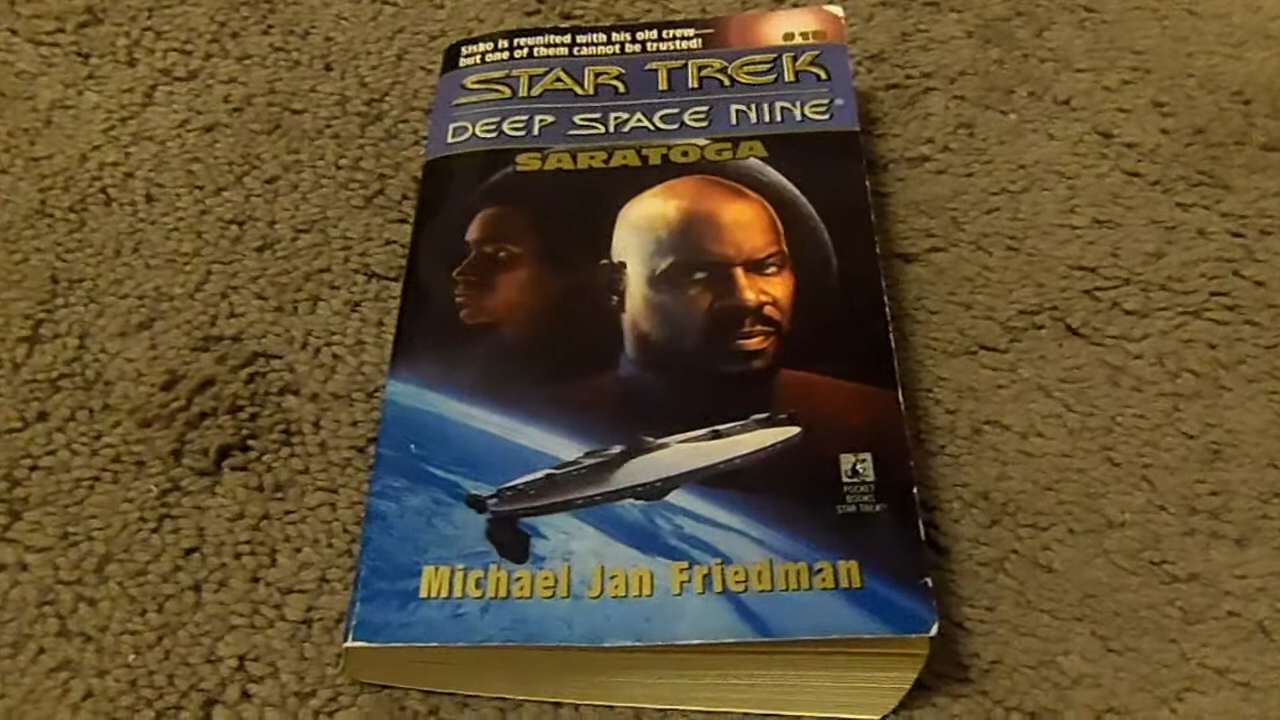 Sisko is reunited with his old crew—
but one of them cannot be trusted!
#18
STAR TREK
DEEP SPACE NINE®
SARATOGA
POCKET
BOOKS
STAR TREK®
Michael Jan Friedman